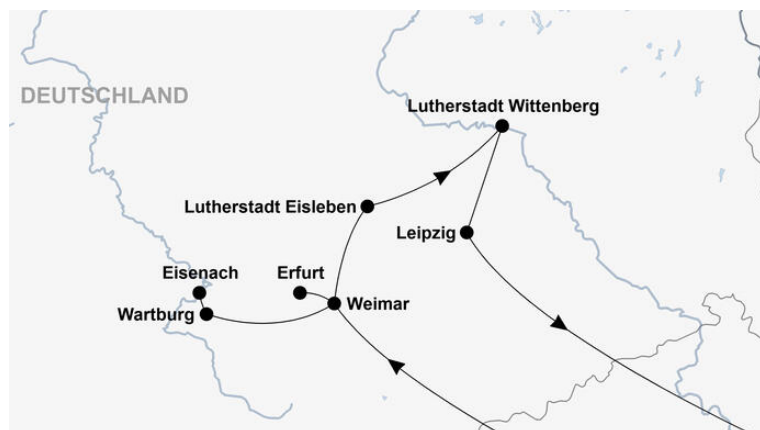 DEUTSCHLAND
Lutherstadt Wittenberg
Lutherstadt Eisleben
Leipzig
Eisenach
Erfurt
Wartburg
Weimar